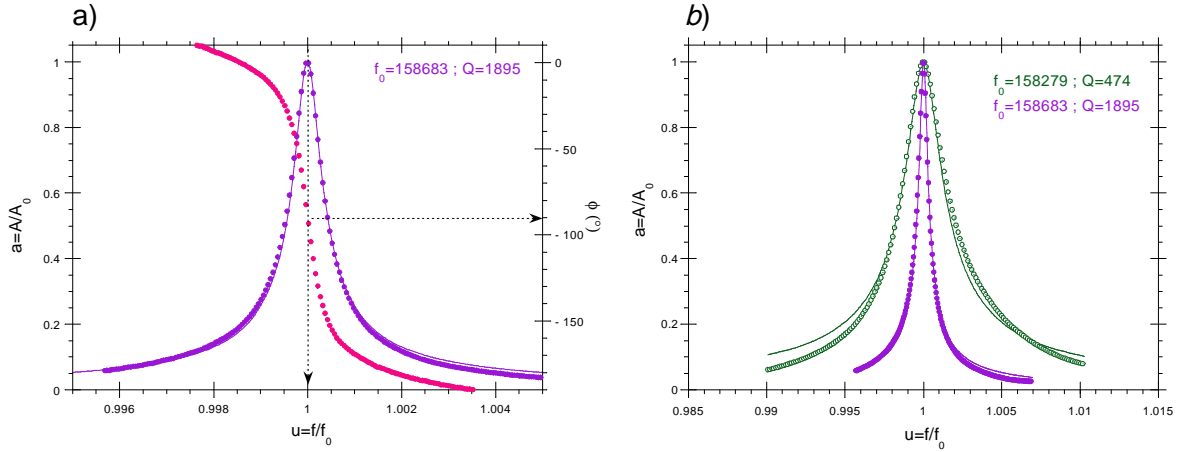 a)
f₀=158683 ; Q=1895
1
0.8
0.6
0.4
0.2
0
a=A/A₀
0
- 50
- 100
- 150
ϕ (°)
0.996
0.998
1
1.002
1.004
u=f/f₀
b)
f₀=158279 ; Q=474
f₀=158683 ; Q=1895
1
0.8
0.6
0.4
0.2
0
a=A/A₀
0.985
0.99
0.995
1
1.005
1.01
1.015
u=f/f₀